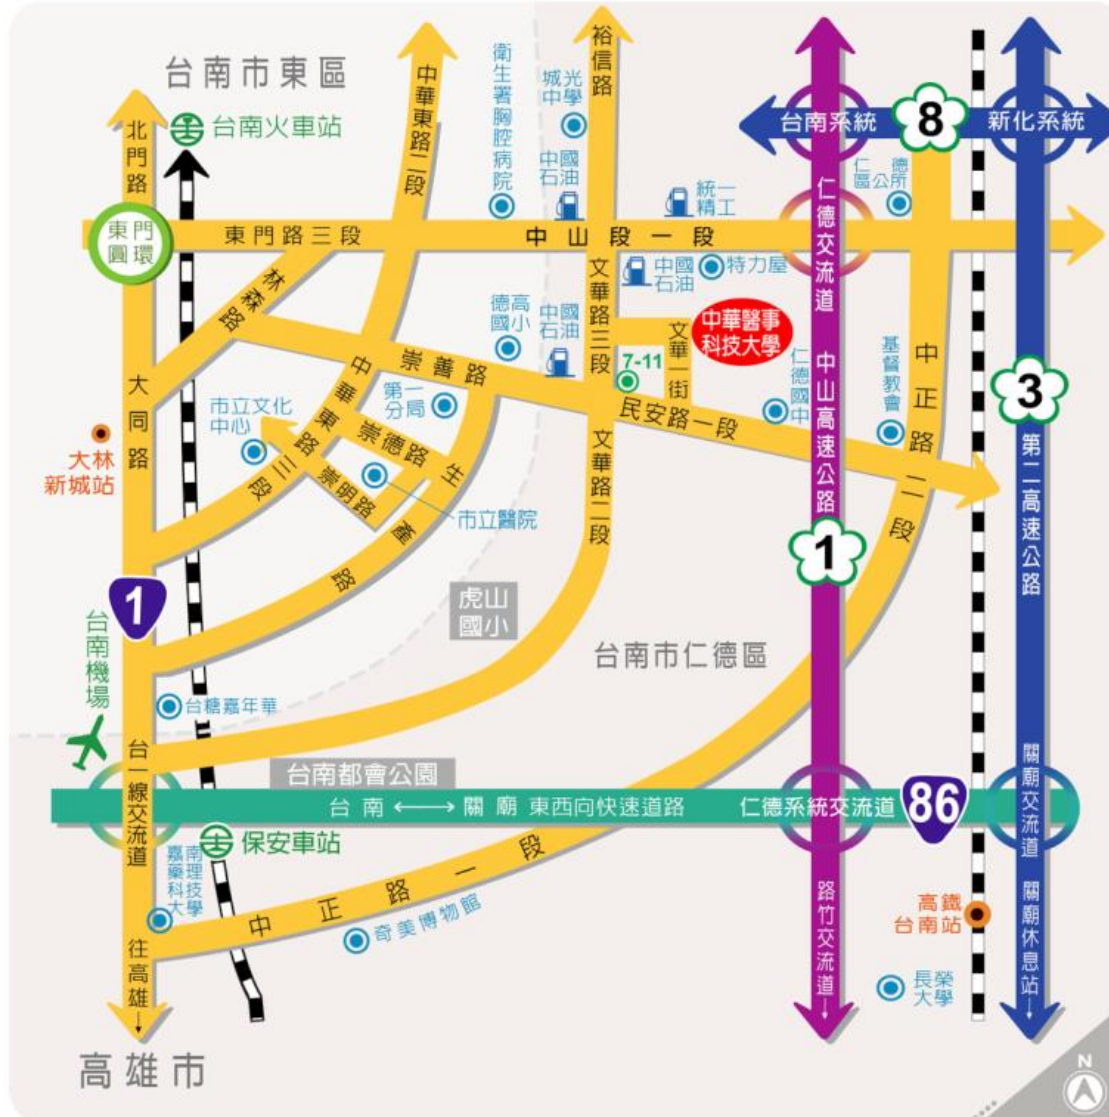 台南市東區
台南火車站
北門路
東門圓環
東門路三段
中華東路二段
衛生署胸腔病院
城光中學
裕信路
中國石油
統一精工
中山段一段
台南系統
8
新化系統
仁德區公所
仁德交流道
林森路
德高國小
中國石油
文華路三段
中國石油
特力屋
文華一街
中華醫事科技大學
7-11
崇善路
第一分局
中華東路三段
市立文化中心
崇德路
崇明路
市立醫院
生產路
大同路
大林新城站
民安路一段
仁德國中
中山高速公路
1
基督教會
中正路二段
3
第二高速公路
文華路二段
虎山國小
台南市仁德區
1
台南機場
台糖嘉年華
台一線交流道
台南都會公園
台南 ←→ 關廟 東西向快速道路
仁德系統交流道
86
關廟交流道
保安車站
嘉南藥理科技大學
中正路一段
奇美博物館
路竹交流道
高鐵台南站
關廟休息站
長榮大學
往高雄
高雄市
N